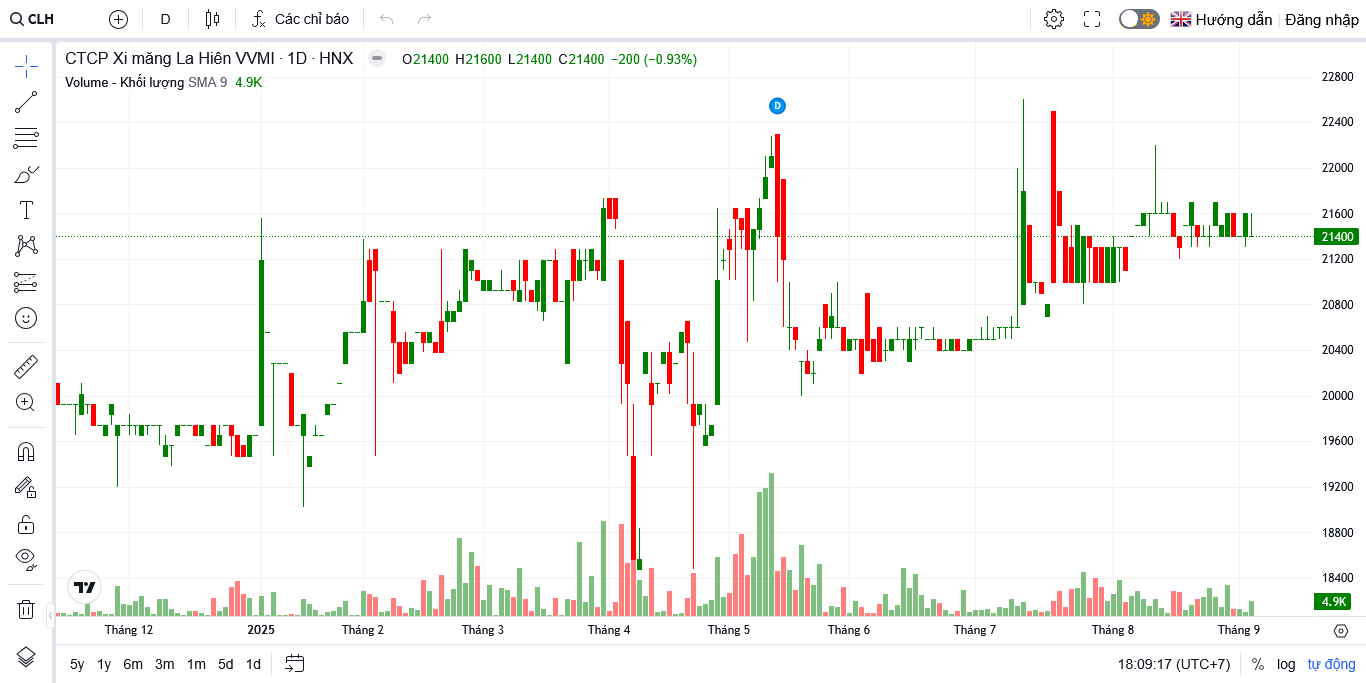 CLH D Các chỉ báo Hướng dẫn Đăng nhập
CTCP Xi măng La Hiên VVMI · 1D · HNX O21400 H21600 L21400 C21400 −200 (−0.93%)
Volume - Khối lượng SMA 9 4.9K
D
22800
22400
22000
21600
21400
21200
20800
20400
20000
19600
19200
18800
18400
4.9K
Tháng 12 2025 Tháng 2 Tháng 3 Tháng 4 Tháng 5 Tháng 6 Tháng 7 Tháng 8 Tháng 9
5y 1y 6m 3m 1m 5d 1d 18:09:17 (UTC+7) % log tự động